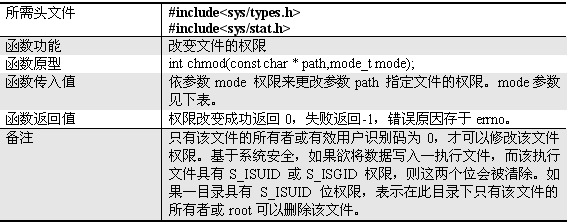 所需头文件 #include<sys/types.h>
#include<sys/stat.h>
函数功能 改变文件的权限
函数原型 int chmod(const char * path,mode_t mode);
函数传入值 依参数 mode 权限来更改参数 path 指定文件的权限。mode 参数
见下表。
函数返回值 权限改变成功返回 0，失败返回-1，错误原因存于 errno。
备注 只有该文件的所有者或有效用户识别码为 0，才可以修改该文件
权限。基于系统安全，如果欲将数据写入一执行文件，而该执行
文件具有 S_ISUID 或 S_ISGID 权限，则这两个位会被清除。如
果一目录具有 S_ISUID 位权限，表示在此目录下只有该文件的
所有者或 root 可以删除该文件。